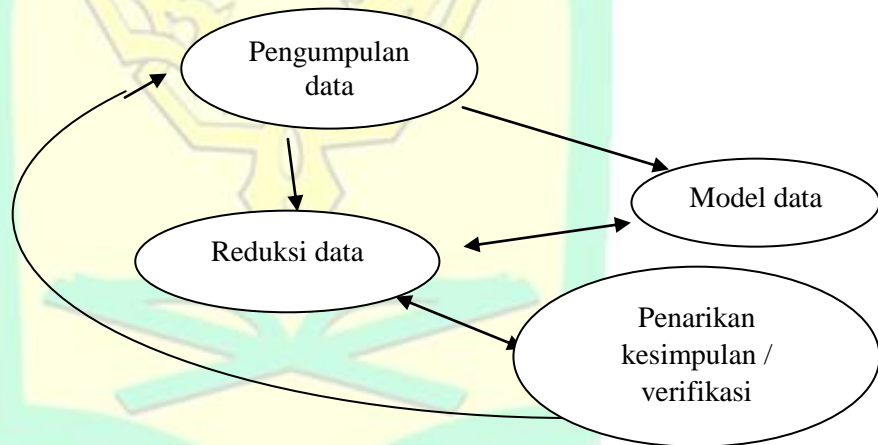 Pengumpulan
data
Model data
Reduksi data
Penarikan
kesimpulan /
verifikasi